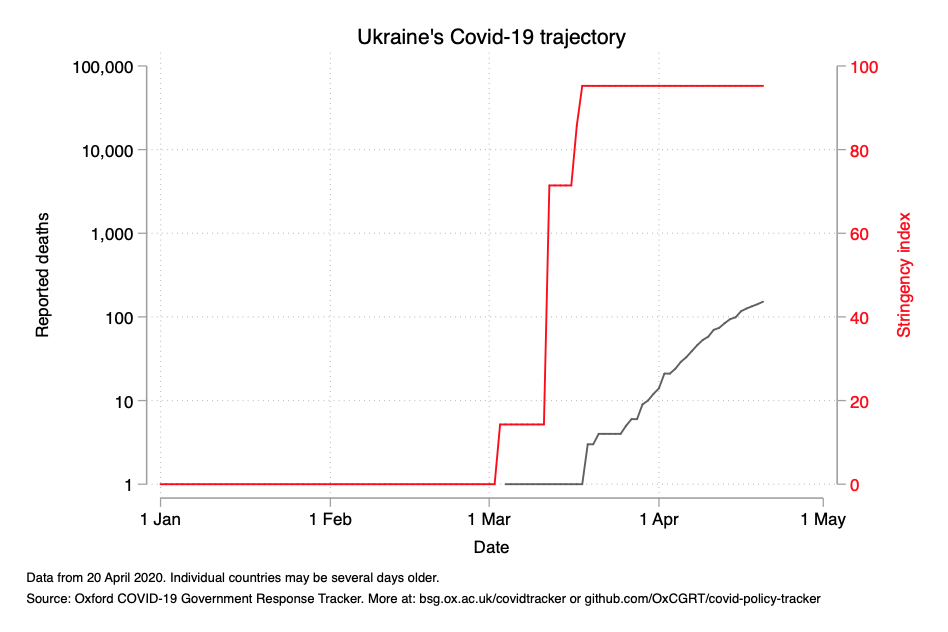 Ukraine's Covid-19 trajectory
100,000
10,000
1,000
100
10
1
Reported deaths
100
80
60
40
20
0
Stringency index
1 Jan
1 Feb
1 Mar
1 Apr
1 May
Date
Data from 20 April 2020. Individual countries may be several days older.
Source: Oxford COVID-19 Government Response Tracker. More at: bsg.ox.ac.uk/covidtracker or github.com/OxCGRT/covid-policy-tracker